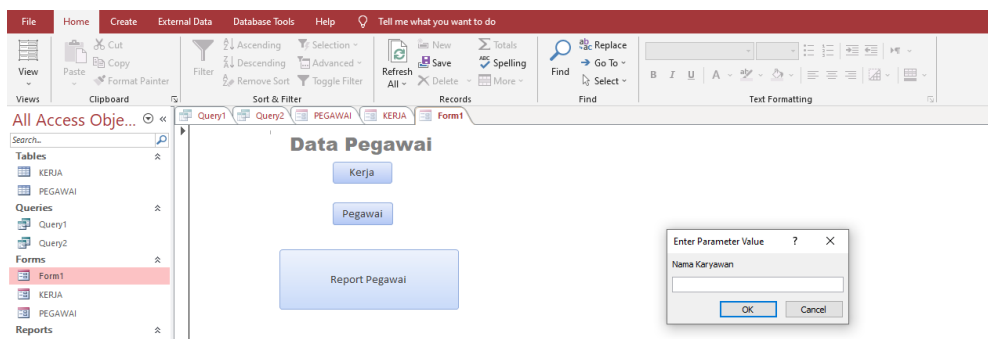 File Home Create External Data Database Tools Help Tell me what you want to do
View
Views
Paste
Cut
Copy
Format Painter
Clipboard
Filter
Ascending
Descending
Remove Sort
Selection
Advanced
Toggle Filter
Sort & Filter
Refresh
All
New
Save
Delete
Totals
Spelling
More
Records
Find
Replace
Go To
Select
Find
B I U A
Text Formatting
All Access Obje...
Search...
Tables
KERJA
PEGAWAI
Queries
Query1
Query2
Forms
Form1
KERJA
PEGAWAI
Reports
Query1 Query2 PEGAWAI KERJA Form1
Data Pegawai
Kerja
Pegawai
Report Pegawai
Enter Parameter Value ? X
Nama Karyawan
OK Cancel